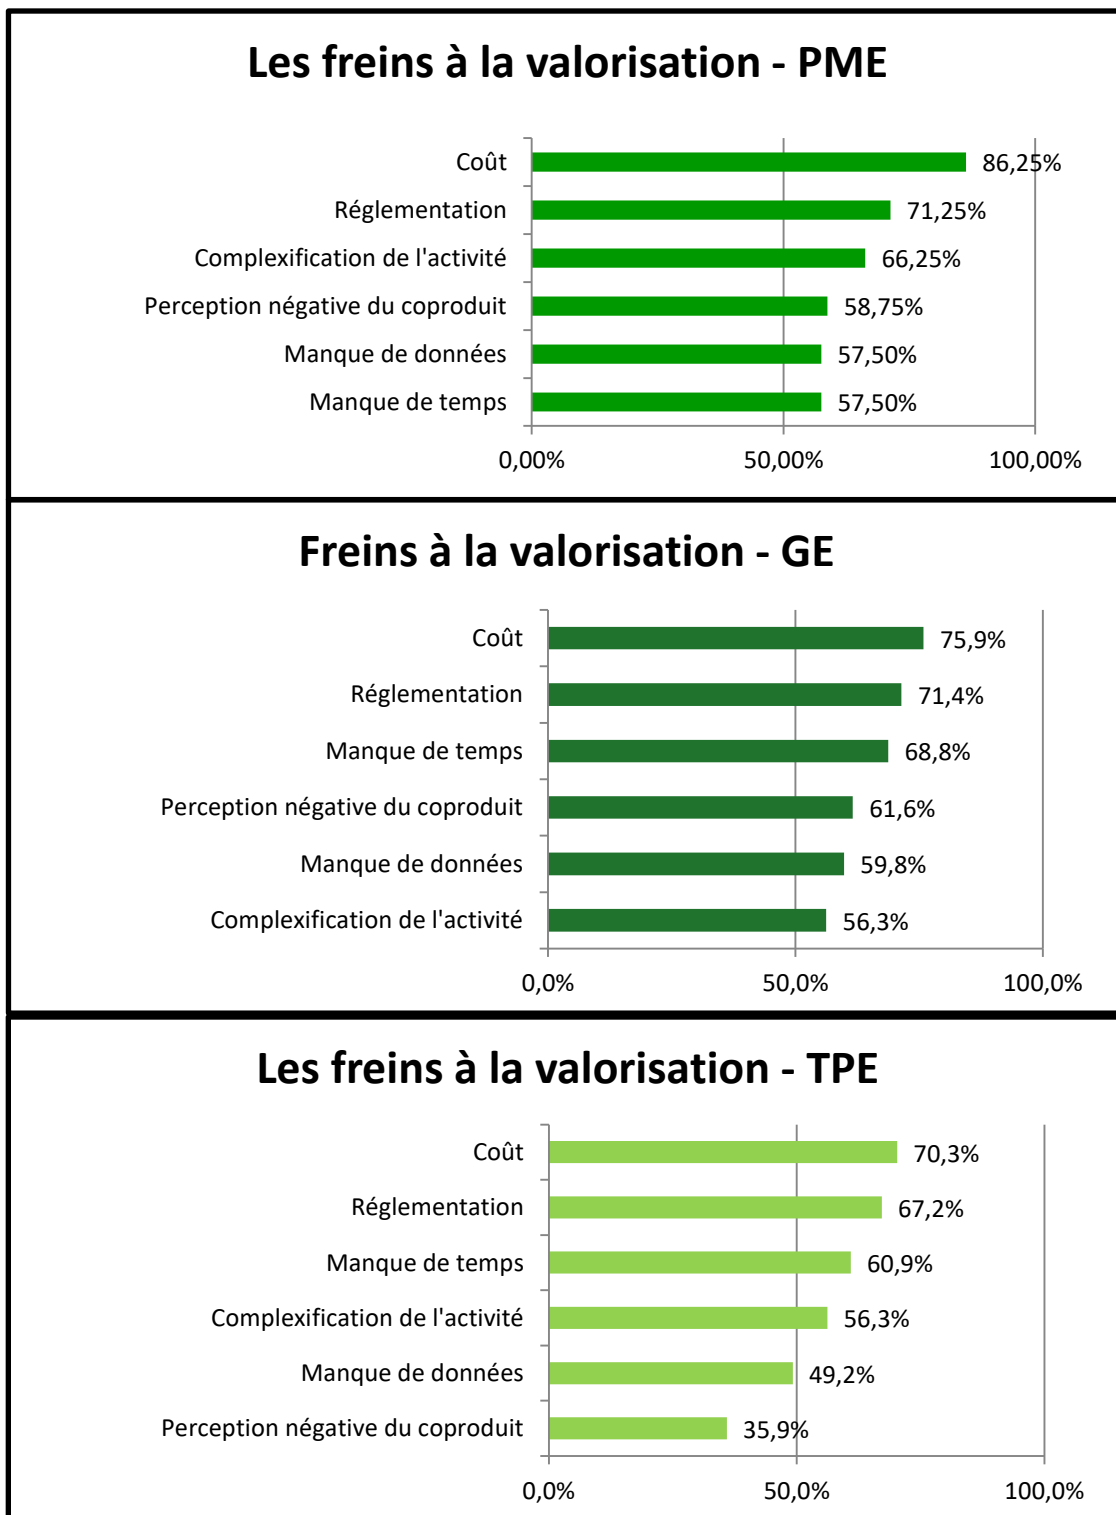 Les freins à la valorisation - PME
Coût 86,25%
Réglementation 71,25%
Complexification de l'activité 66,25%
Perception négative du coproduit 58,75%
Manque de données 57,50%
Manque de temps 57,50%
0,00% 50,00% 100,00%
Freins à la valorisation - GE
Coût 75,9%
Réglementation 71,4%
Manque de temps 68,8%
Perception négative du coproduit 61,6%
Manque de données 59,8%
Complexification de l'activité 56,3%
0,0% 50,0% 100,0%
Les freins à la valorisation - TPE
Coût 70,3%
Réglementation 67,2%
Manque de temps 60,9%
Complexification de l'activité 56,3%
Manque de données 49,2%
Perception négative du coproduit 35,9%
0,0% 50,0% 100,0%